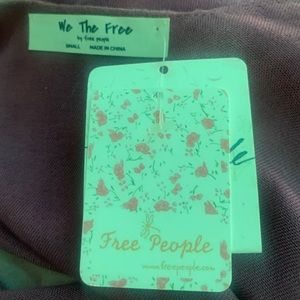 We The Free
by free people
SMALL MADE IN CHINA
Free People
www.freepeople.com